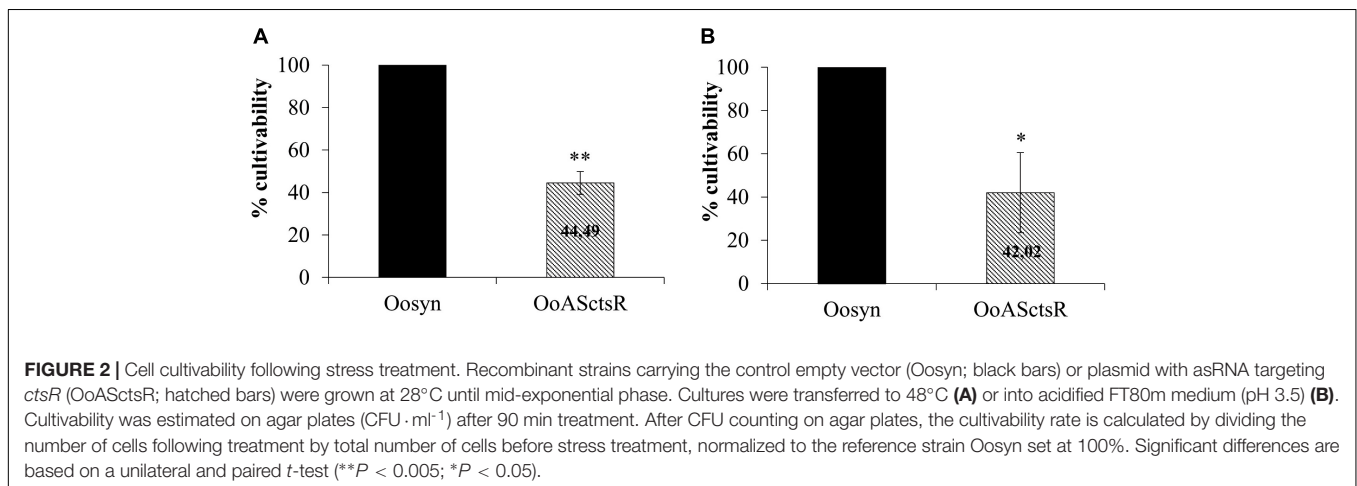 A
100
80
60
40
20
0
% cultivability
**
44,49
Oosyn
OoASctsR
B
100
80
60
40
20
0
% cultivability
*
42,02
Oosyn
OoASctsR
FIGURE 2 | Cell cultivability following stress treatment. Recombinant strains carrying the control empty vector (Oosyn; black bars) or plasmid with asRNA targeting
ctsR (OoASctsR; hatched bars) were grown at 28°C until mid-exponential phase. Cultures were transferred to 48°C (A) or into acidified FT80m medium (pH 3.5) (B).
Cultivability was estimated on agar plates (CFU · ml-1) after 90 min treatment. After CFU counting on agar plates, the cultivability rate is calculated by dividing the
number of cells following treatment by total number of cells before stress treatment, normalized to the reference strain Oosyn set at 100%. Significant differences are
based on a unilateral and paired t-test (**P < 0.005; *P < 0.05).